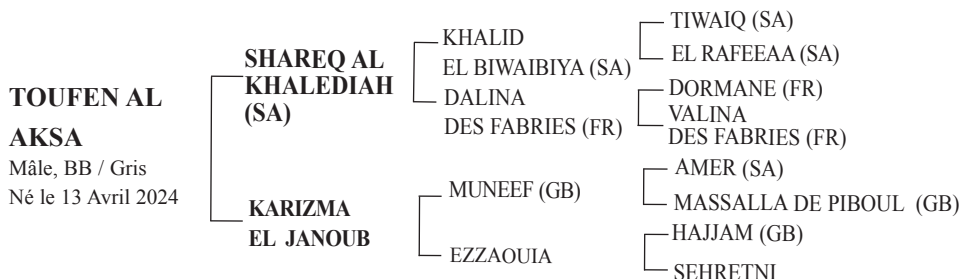 TOUFEN AL
AKSA
Mâle, BB / Gris
Né le 13 Avril 2024
SHAREQ AL
KHALEDIAH
(SA)
KARIZMA
EL JANOUB
KHALID
EL BIWAIBIYA (SA)
DALINA
DES FABRIES (FR)
MUNEEF (GB)
EZZAOUIA
TIWAIQ (SA)
EL RAFEEAA (SA)
DORMANE (FR)
VALINA
DES FABRIES (FR)
AMER (SA)
MASSALLA DE PIBOUL (GB)
HAJJAM (GB)
SEHRETNI